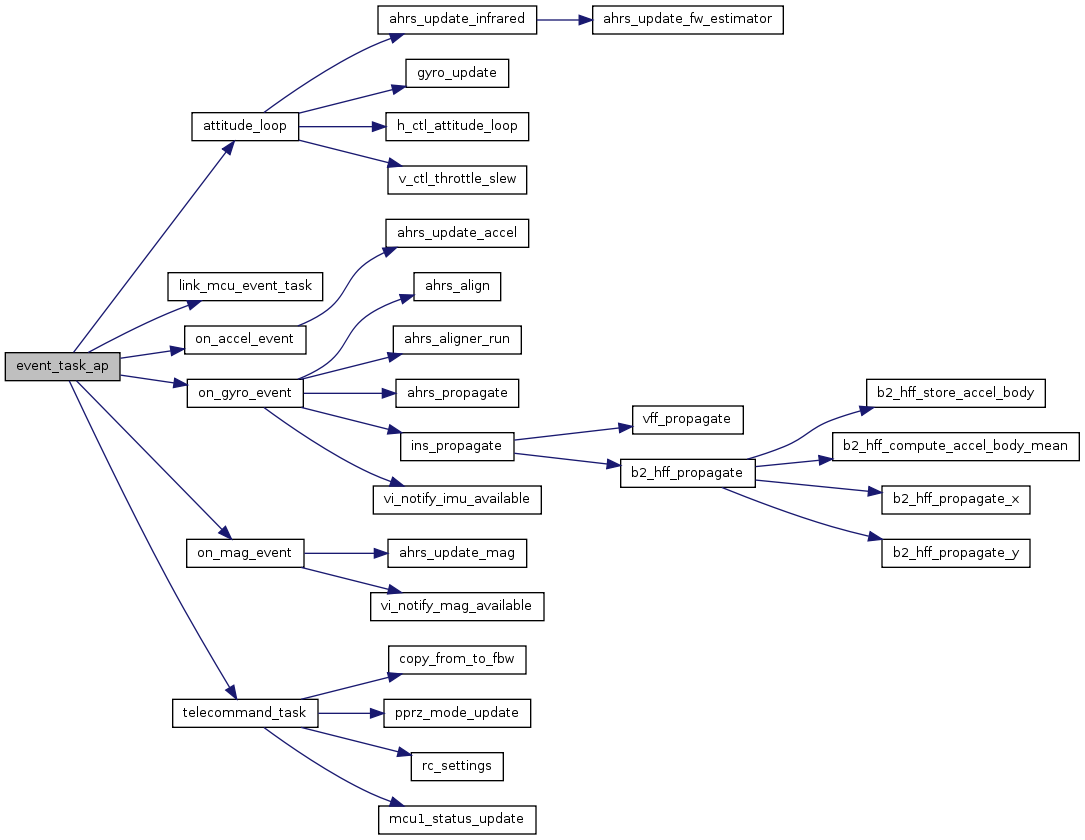 ahrs_update_infrared
ahrs_update_fw_estimator
gyro_update
attitude_loop
h_ctl_attitude_loop
v_ctl_throttle_slew
ahrs_update_accel
link_mcu_event_task
ahrs_align
on_accel_event
ahrs_aligner_run
event_task_ap
on_gyro_event
ahrs_propagate
b2_hff_store_accel_body
vff_propagate
ins_propagate
b2_hff_compute_accel_body_mean
b2_hff_propagate
vi_notify_imu_available
b2_hff_propagate_x
on_mag_event
ahrs_update_mag
b2_hff_propagate_y
vi_notify_mag_available
copy_from_to_fbw
telecommand_task
pprz_mode_update
rc_settings
mcu1_status_update